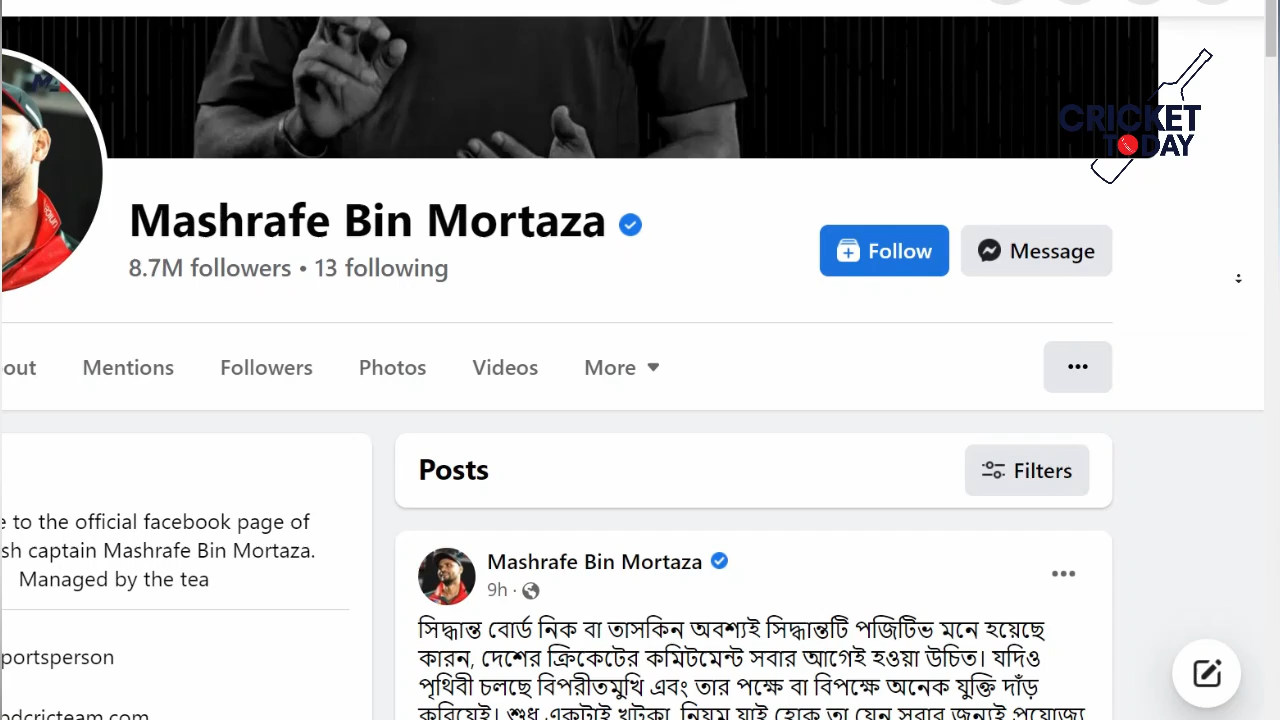 CRICKET
TODAY
Mashrafe Bin Mortaza
8.7M followers • 13 following
Follow
Message
out
Mentions
Followers
Photos
Videos
More
Posts
Filters
e to the official facebook page of
sh captain Mashrafe Bin Mortaza.
Managed by the tea
portsperson
bdcricteam.com
Mashrafe Bin Mortaza
9h ·
সিদ্ধান্ত বোর্ড নিক বা তাসকিন অবশ্যই সিদ্ধান্তটি পজিটিভ মনে হয়েছে
কারন, দেশের ক্রিকেটের কমিটমেন্ট সবার আগেই হওয়া উচিত। যদিও
পৃথিবী চলছে বিপরীতমুখি এবং তার পক্ষে বা বিপক্ষে অনেক যুক্তি দাঁড়
করিয়েই। শুধু একটাই খটকা, নিয়ম যাই হোক তা যেন সবার জন্যই প্রযোজ্য